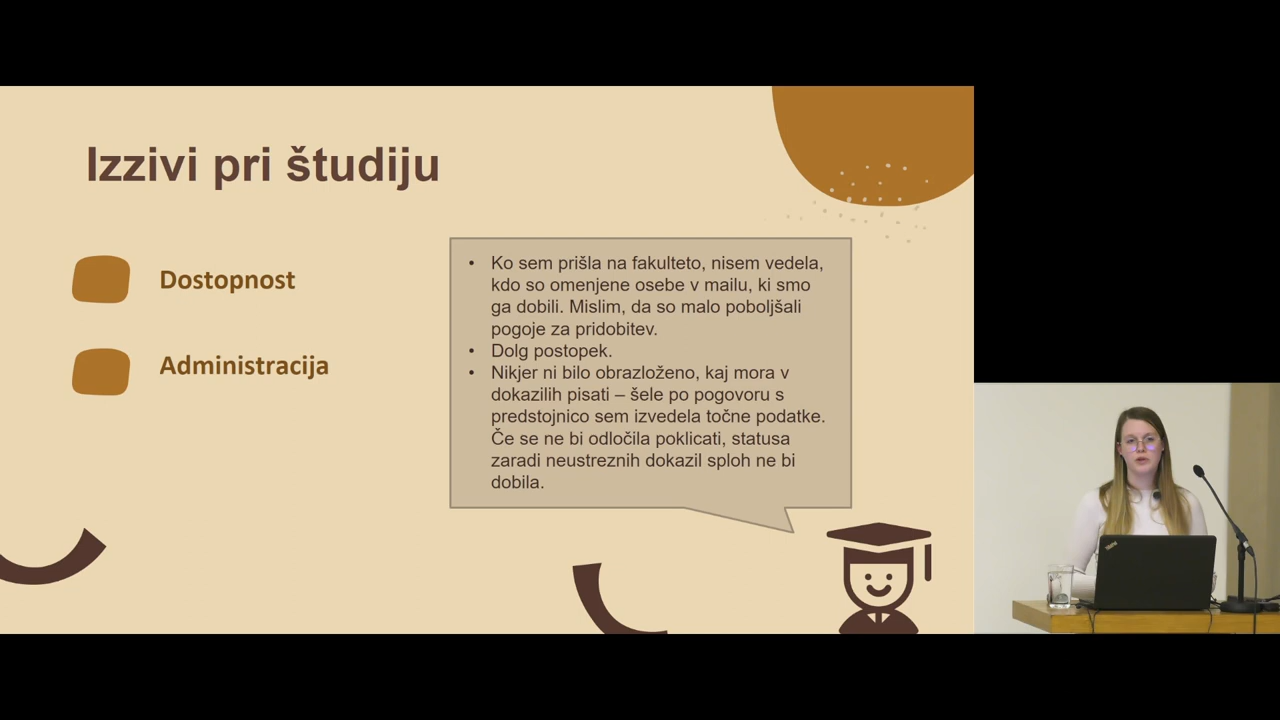 Izzivi pri študiju
Dostopnost
Administracija
• Ko sem prišla na fakulteto, nisem vedela,
kdo so omenjene osebe v mailu, ki smo
ga dobili. Mislim, da so malo poboljšali
pogoje za pridobitev.
• Dolg postopek.
• Nikjer ni bilo obrazloženo, kaj mora v
dokazilih pisati – šele po pogovoru s
predstojnico sem izvedela točne podatke.
Če se ne bi odločila poklicati, statusa
zaradi neustreznih dokazil sploh ne bi
dobila.